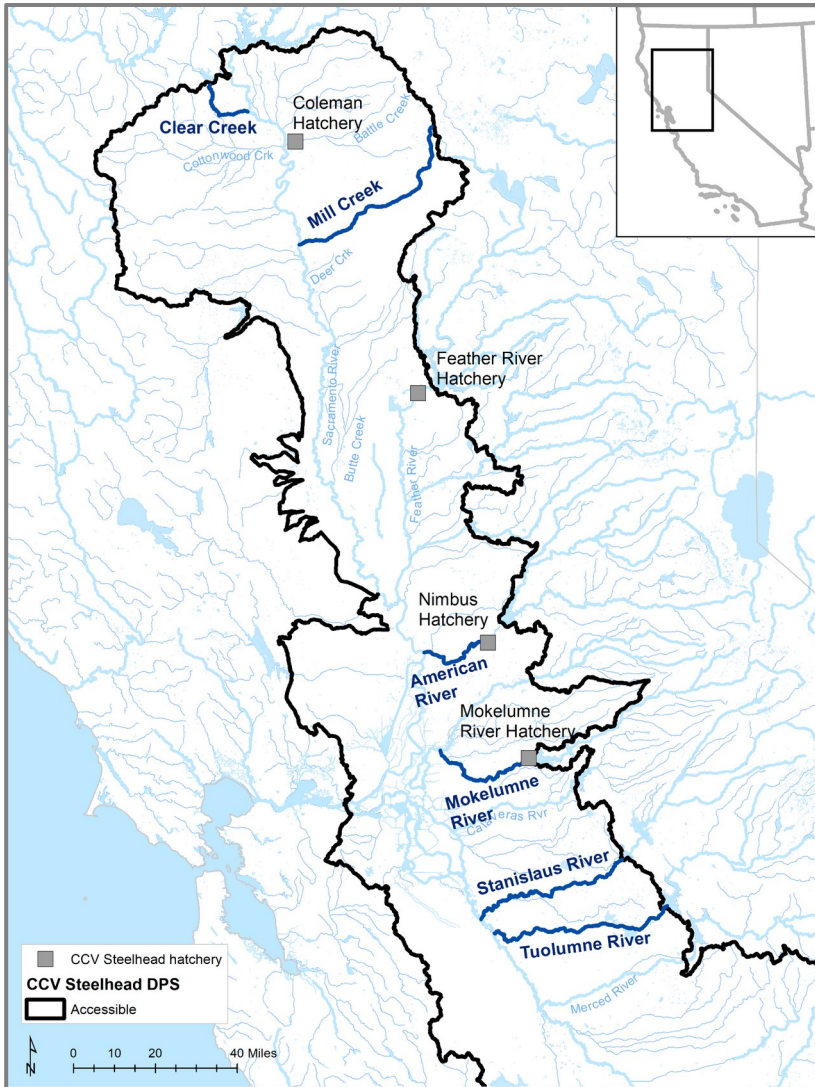 Clear Creek
Coleman
Hatchery
Battle Creek
Cottonwood Crk
Mill Creek
Deer Crk
Feather River
Hatchery
Sacramento River
Butte Creek
Feather River
Nimbus
Hatchery
American
River
Mokelumne
River Hatchery
Mokelumne
River
Calaveras Rvr
Stanislaus River
Tuolumne River
Merced River
CCV Steelhead hatchery
CCV Steelhead DPS
Accessible
N
0 10 20 40 Miles